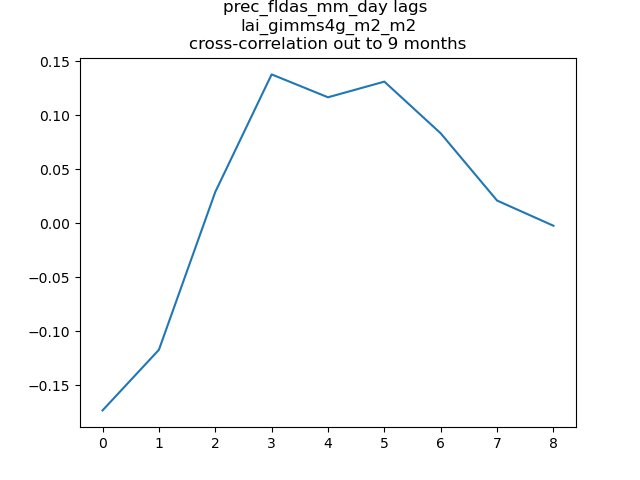 prec_fldas_mm_day lags
lai_gimms4g_m2_m2
cross-correlation out to 9 months
0.15
0.10
0.05
0.00
−0.05
−0.10
−0.15
0 1 2 3 4 5 6 7 8